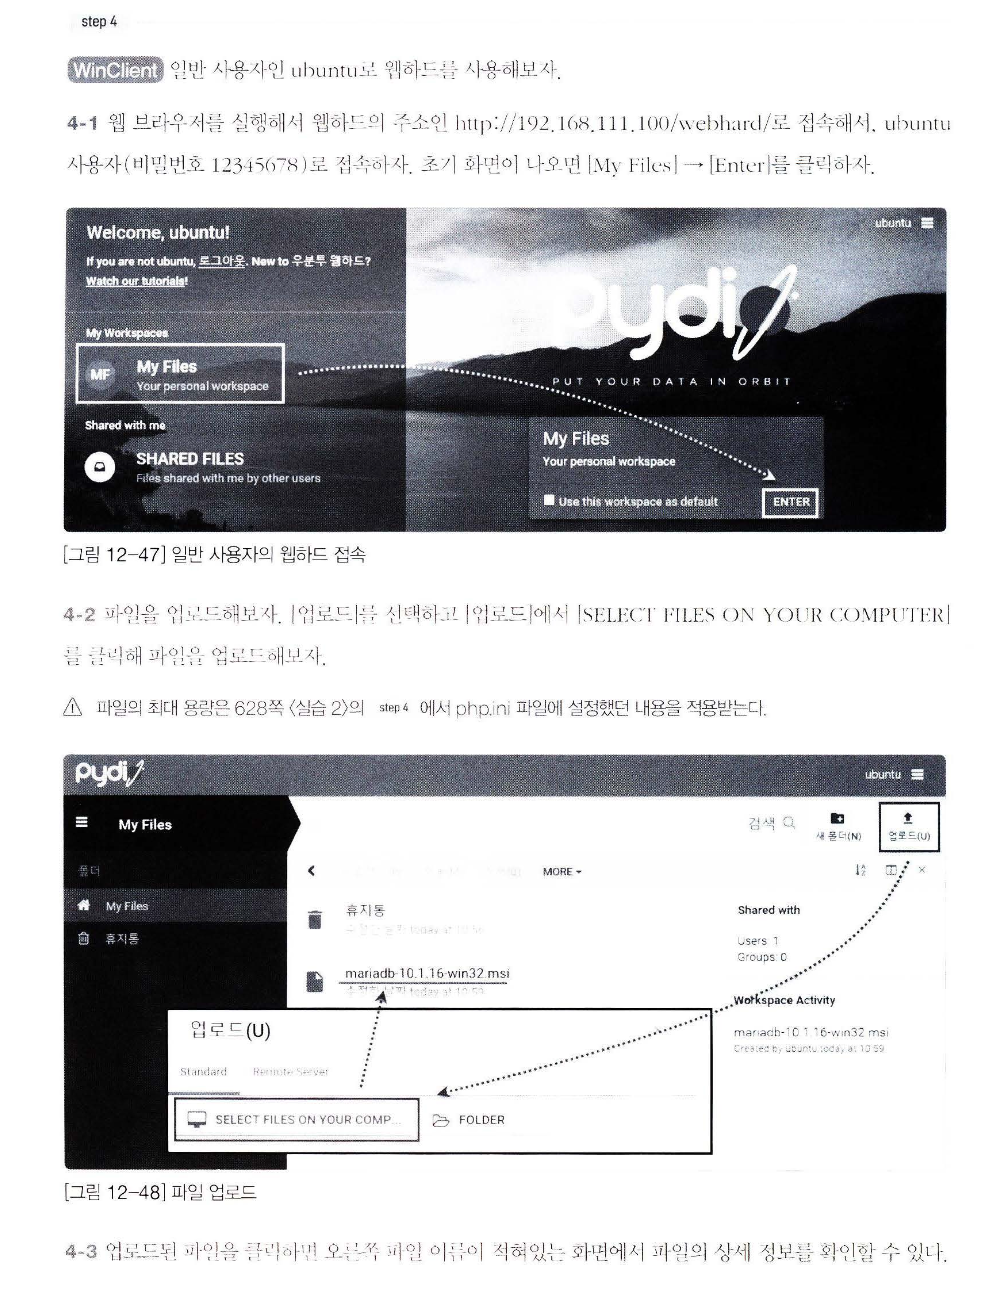 step 4
WinClient 일반 사용자인 ubuntu로 웹하드를 사용해보자.
4-1 웹 브라우저를 실행해서 웹하드의 주소인 http://192.168.111.100/webhard/로 접속해서, ubuntu
사용자(비밀번호 12345678)로 접속하자. 초기 화면이 나오면 [My Files] → [Enter]를 클릭하자.
Welcome, ubuntu!
If you are not ubuntu, 로그아웃. New to 우분투 웹하드?
Watch our tutorials!
My Workspaces
MF
My Files
Your personal workspace
Shared with me
SHARED FILES
Files shared with me by other users
ubuntu
pydio
PUT YOUR DATA IN ORBIT
My Files
Your personal workspace
Use this workspace as default
ENTER
[그림 12-47] 일반 사용자의 웹하드 접속
4-2 파일을 업로드해보자. [업로드]를 선택하고 [업로드]에서 [SELECT FILES ON YOUR COMPUTER]
를 클릭해 파일을 업로드해보자.
⚠ 파일의 최대 용량은 628쪽 〈실습 2〉의 step 4 에서 php.ini 파일에 설정했던 내용을 적용받는다.
pydio
ubuntu
My Files
검색
새 폴더(N)
업로드(U)
폴더
MORE
My Files
휴지통
휴지통
수정한 날짜 today at 10:56
mariadb-10.1.16-win32.msi
수정한 날짜 today at 10:59
Shared with
Users: 1
Groups: 0
Workspace Activity
mariadb-10.1.16-win32.msi
Created by ubuntu today at 10:59
업로드(U)
Standard
Remote Server
SELECT FILES ON YOUR COMP...
FOLDER
[그림 12-48] 파일 업로드
4-3 업로드된 파일을 클릭하면 오른쪽 파일 이름이 적혀있는 화면에서 파일의 상세 정보를 확인할 수 있다.